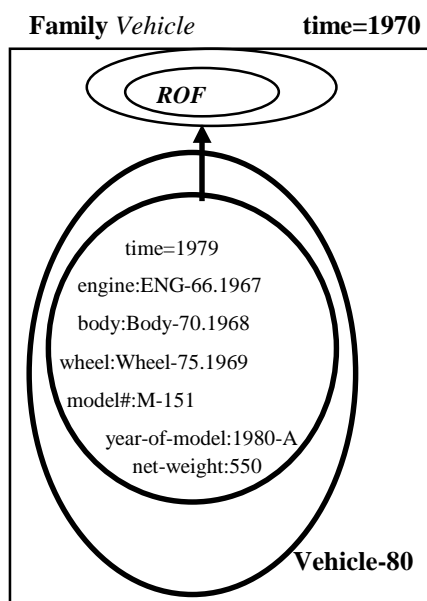 Family Vehicle time=1970
ROF
time=1979
engine:ENG-66.1967
body:Body-70.1968
wheel:Wheel-75.1969
model#:M-151
year-of-model:1980-A
net-weight:550
Vehicle-80